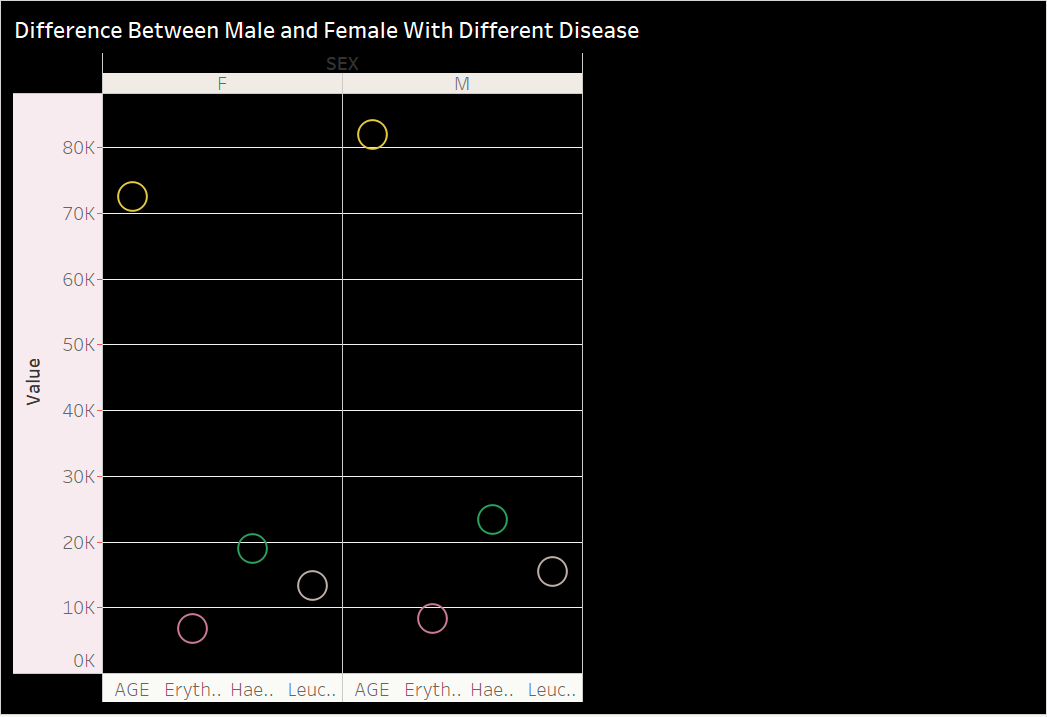 Difference Between Male and Female With Different Disease
SEX
F M
80K
70K
60K
50K
40K
30K
20K
10K
0K
Value
AGE Eryth.. Hae.. Leuc.. AGE Eryth.. Hae.. Leuc..